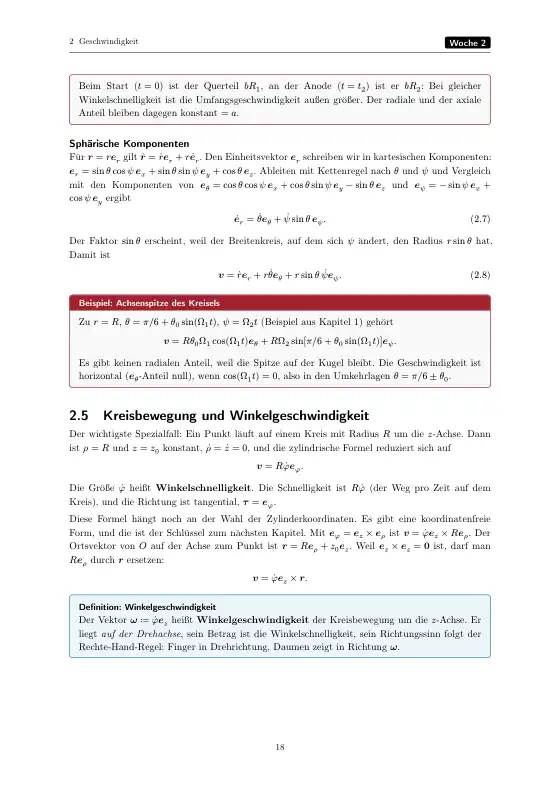 2 Geschwindigkeit
Woche 2
Beim Start (t = 0) ist der Querteil bR₁, an der Anode (t = t₂) ist er bR₂: Bei gleicher
Winkelschnelligkeit ist die Umfangsgeschwindigkeit außen größer. Der radiale und der axiale
Anteil bleiben dagegen konstant = a.
Sphärische Komponenten
Für r = reᵣ gilt ṙ = ṙeᵣ + rėᵣ. Den Einheitsvektor eᵣ schreiben wir in kartesischen Komponenten:
eᵣ = sin θ cos ψ eₓ + sin θ sin ψ e_y + cos θ e_z. Ableiten mit Kettenregel nach θ und ψ und Vergleich
mit den Komponenten von e_θ = cos θ cos ψ eₓ + cos θ sin ψ e_y − sin θ e_z und e_ψ = − sin ψ eₓ +
cos ψ e_y ergibt
ėᵣ = θ̇e_θ + ψ̇ sin θ e_ψ. (2.7)
Der Faktor sin θ erscheint, weil der Breitenkreis, auf dem sich ψ ändert, den Radius r sin θ hat.
Damit ist
v = ṙeᵣ + rθ̇e_θ + r sin θ ψ̇e_ψ. (2.8)
Beispiel: Achsenspitze des Kreisels
Zu r = R, θ = π/6 + θ₀ sin(Ω₁t), ψ = Ω₂t (Beispiel aus Kapitel 1) gehört
v = Rθ₀Ω₁ cos(Ω₁t)e_θ + RΩ₂ sin[π/6 + θ₀ sin(Ω₁t)]e_ψ.
Es gibt keinen radialen Anteil, weil die Spitze auf der Kugel bleibt. Die Geschwindigkeit ist
horizontal (e_θ-Anteil null), wenn cos(Ω₁t) = 0, also in den Umkehrlagen θ = π/6 ± θ₀.
2.5 Kreisbewegung und Winkelgeschwindigkeit
Der wichtigste Spezialfall: Ein Punkt läuft auf einem Kreis mit Radius R um die z-Achse. Dann
ist ρ = R und z = z₀ konstant, ρ̇ = ż = 0, und die zylindrische Formel reduziert sich auf
v = Rφ̇e_φ.
Die Größe φ̇ heißt Winkelschnelligkeit. Die Schnelligkeit ist Rφ̇ (der Weg pro Zeit auf dem
Kreis), und die Richtung ist tangential, τ = e_φ.
Diese Formel hängt noch an der Wahl der Zylinderkoordinaten. Es gibt eine koordinatenfreie
Form, und die ist der Schlüssel zum nächsten Kapitel. Mit e_φ = e_z × e_ρ ist v = φ̇e_z × Re_ρ. Der
Ortsvektor von O auf der Achse zum Punkt ist r = Re_ρ + z₀e_z. Weil e_z × e_z = 0 ist, darf man
Re_ρ durch r ersetzen:
v = φ̇e_z × r.
Definition: Winkelgeschwindigkeit
Der Vektor ω ≔ φ̇e_z heißt Winkelgeschwindigkeit der Kreisbewegung um die z-Achse. Er
liegt auf der Drehachse, sein Betrag ist die Winkelschnelligkeit, sein Richtungssinn folgt der
Rechte-Hand-Regel: Finger in Drehrichtung, Daumen zeigt in Richtung ω.
18